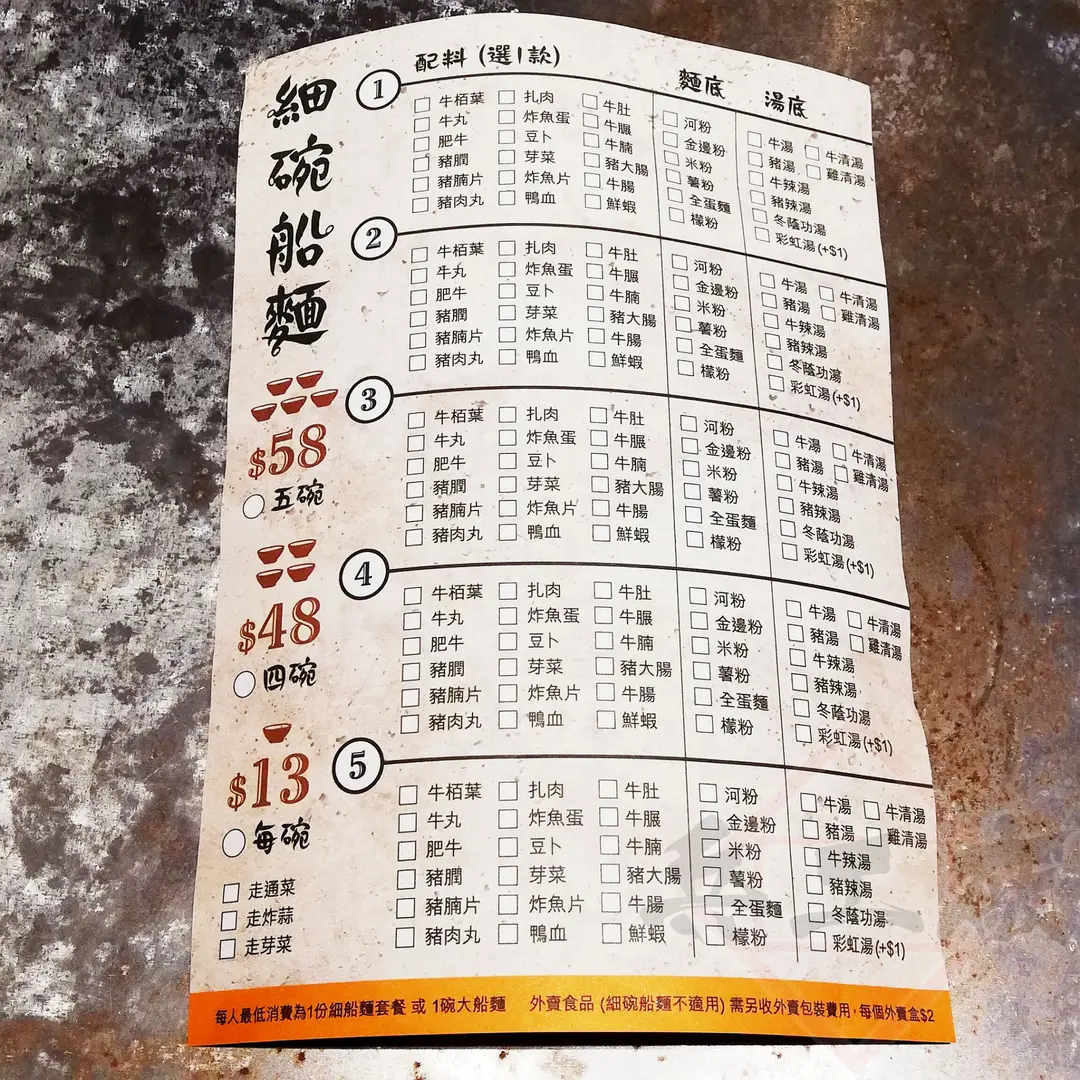 細碗船麵
配料 (選1款) 麵底 湯底
1
牛栢葉 扎肉 牛肚 河粉 牛湯 牛清湯
牛丸 炸魚蛋 牛𦟌 金邊粉 豬湯 雞清湯
肥牛 豆卜 牛腩 米粉 牛辣湯
豬膶 芽菜 豬大腸 薯粉 豬辣湯
豬腩片 炸魚片 牛腸 全蛋麵 冬蔭功湯
豬肉丸 鴨血 鮮蝦 檬粉 彩虹湯(+$1)
2
牛栢葉 扎肉 牛肚 河粉 牛湯 牛清湯
牛丸 炸魚蛋 牛𦟌 金邊粉 豬湯 雞清湯
肥牛 豆卜 牛腩 米粉 牛辣湯
豬膶 芽菜 豬大腸 薯粉 豬辣湯
豬腩片 炸魚片 牛腸 全蛋麵 冬蔭功湯
豬肉丸 鴨血 鮮蝦 檬粉 彩虹湯(+$1)
3
牛栢葉 扎肉 牛肚 河粉 牛湯 牛清湯
牛丸 炸魚蛋 牛𦟌 金邊粉 豬湯 雞清湯
肥牛 豆卜 牛腩 米粉 牛辣湯
豬膶 芽菜 豬大腸 薯粉 豬辣湯
豬腩片 炸魚片 牛腸 全蛋麵 冬蔭功湯
豬肉丸 鴨血 鮮蝦 檬粉 彩虹湯(+$1)
4
牛栢葉 扎肉 牛肚 河粉 牛湯 牛清湯
牛丸 炸魚蛋 牛𦟌 金邊粉 豬湯 雞清湯
肥牛 豆卜 牛腩 米粉 牛辣湯
豬膶 芽菜 豬大腸 薯粉 豬辣湯
豬腩片 炸魚片 牛腸 全蛋麵 冬蔭功湯
豬肉丸 鴨血 鮮蝦 檬粉 彩虹湯(+$1)
5
牛栢葉 扎肉 牛肚 河粉 牛湯 牛清湯
牛丸 炸魚蛋 牛𦟌 金邊粉 豬湯 雞清湯
肥牛 豆卜 牛腩 米粉 牛辣湯
豬膶 芽菜 豬大腸 薯粉 豬辣湯
豬腩片 炸魚片 牛腸 全蛋麵 冬蔭功湯
豬肉丸 鴨血 鮮蝦 檬粉 彩虹湯(+$1)
$58
五碗
$48
四碗
$13
每碗
走通菜
走炸蒜
走芽菜
每人最低消費為1份細船麵套餐 或 1碗大船麵 外賣食品 (細碗船麵不適用) 需另收外賣包裝費用，每個外賣盒$2